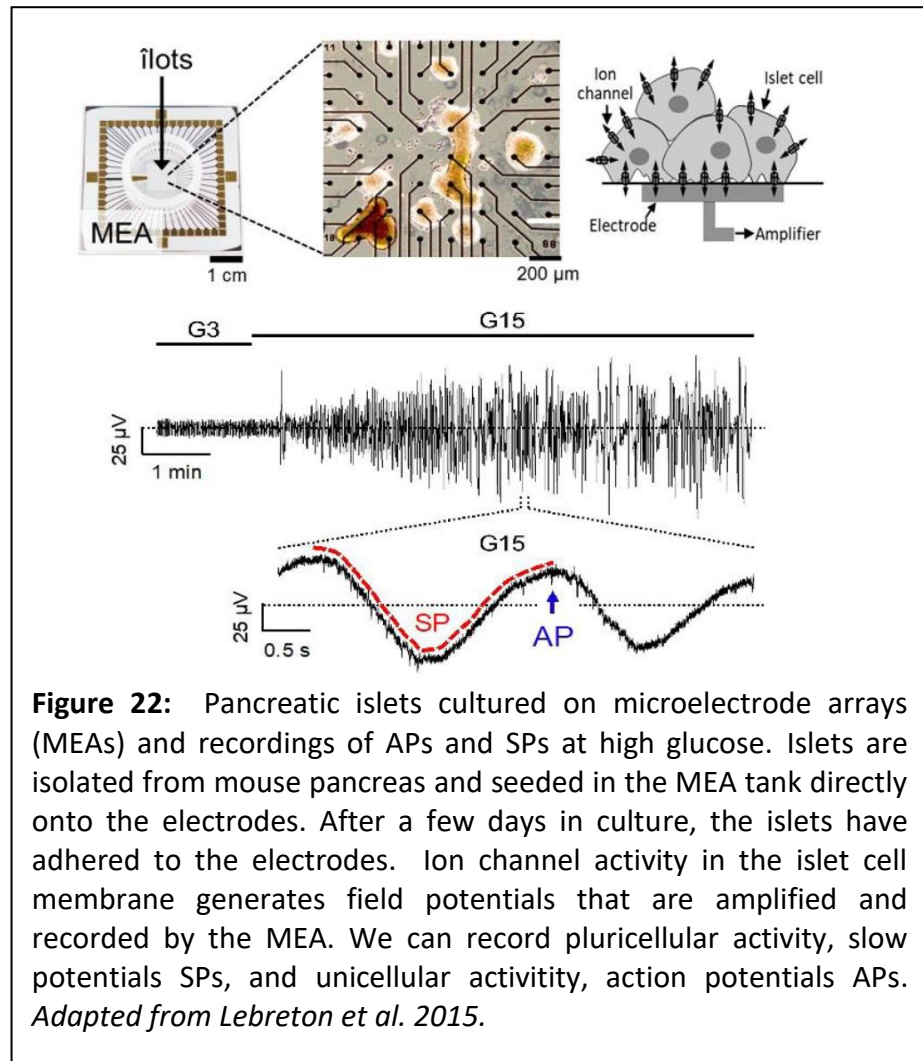 îlots
MEA
1 cm
11
18
88
200 µm
Ion
channel
Islet cell
Electrode
Amplifier
G3
G15
25 µV
1 min
G15
25 µV
0.5 s
SP
AP
Figure 22: Pancreatic islets cultured on microelectrode arrays
(MEAs) and recordings of APs and SPs at high glucose. Islets are
isolated from mouse pancreas and seeded in the MEA tank directly
onto the electrodes. After a few days in culture, the islets have
adhered to the electrodes. Ion channel activity in the islet cell
membrane generates field potentials that are amplified and
recorded by the MEA. We can record pluricellular activity, slow
potentials SPs, and unicellular activitity, action potentials APs.
Adapted from Lebreton et al. 2015.